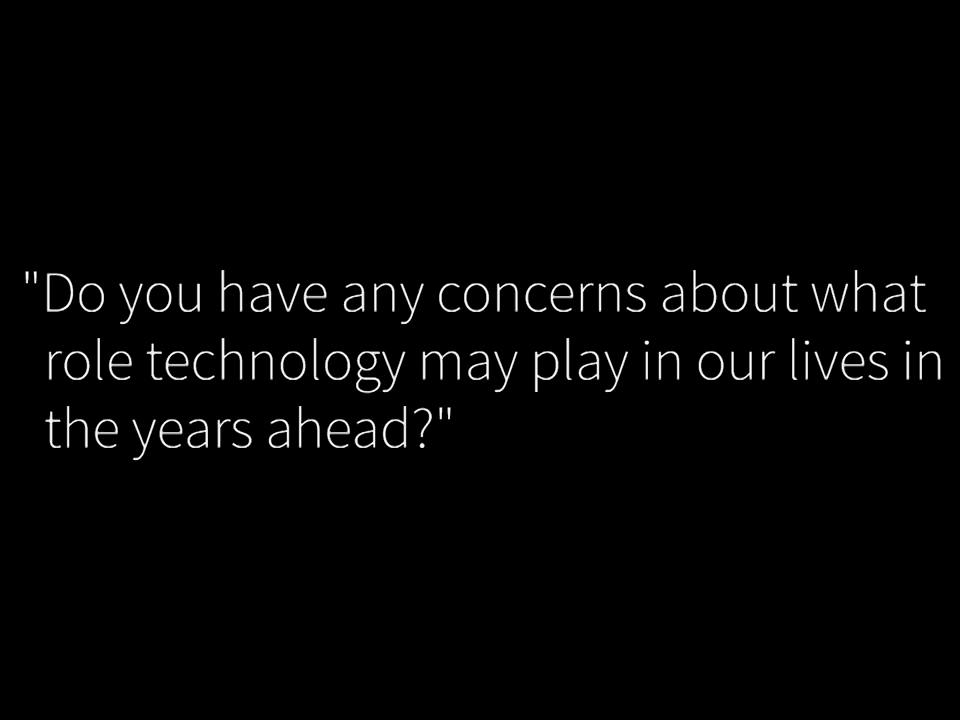 "Do you have any concerns about what
role technology may play in our lives in
the years ahead?"